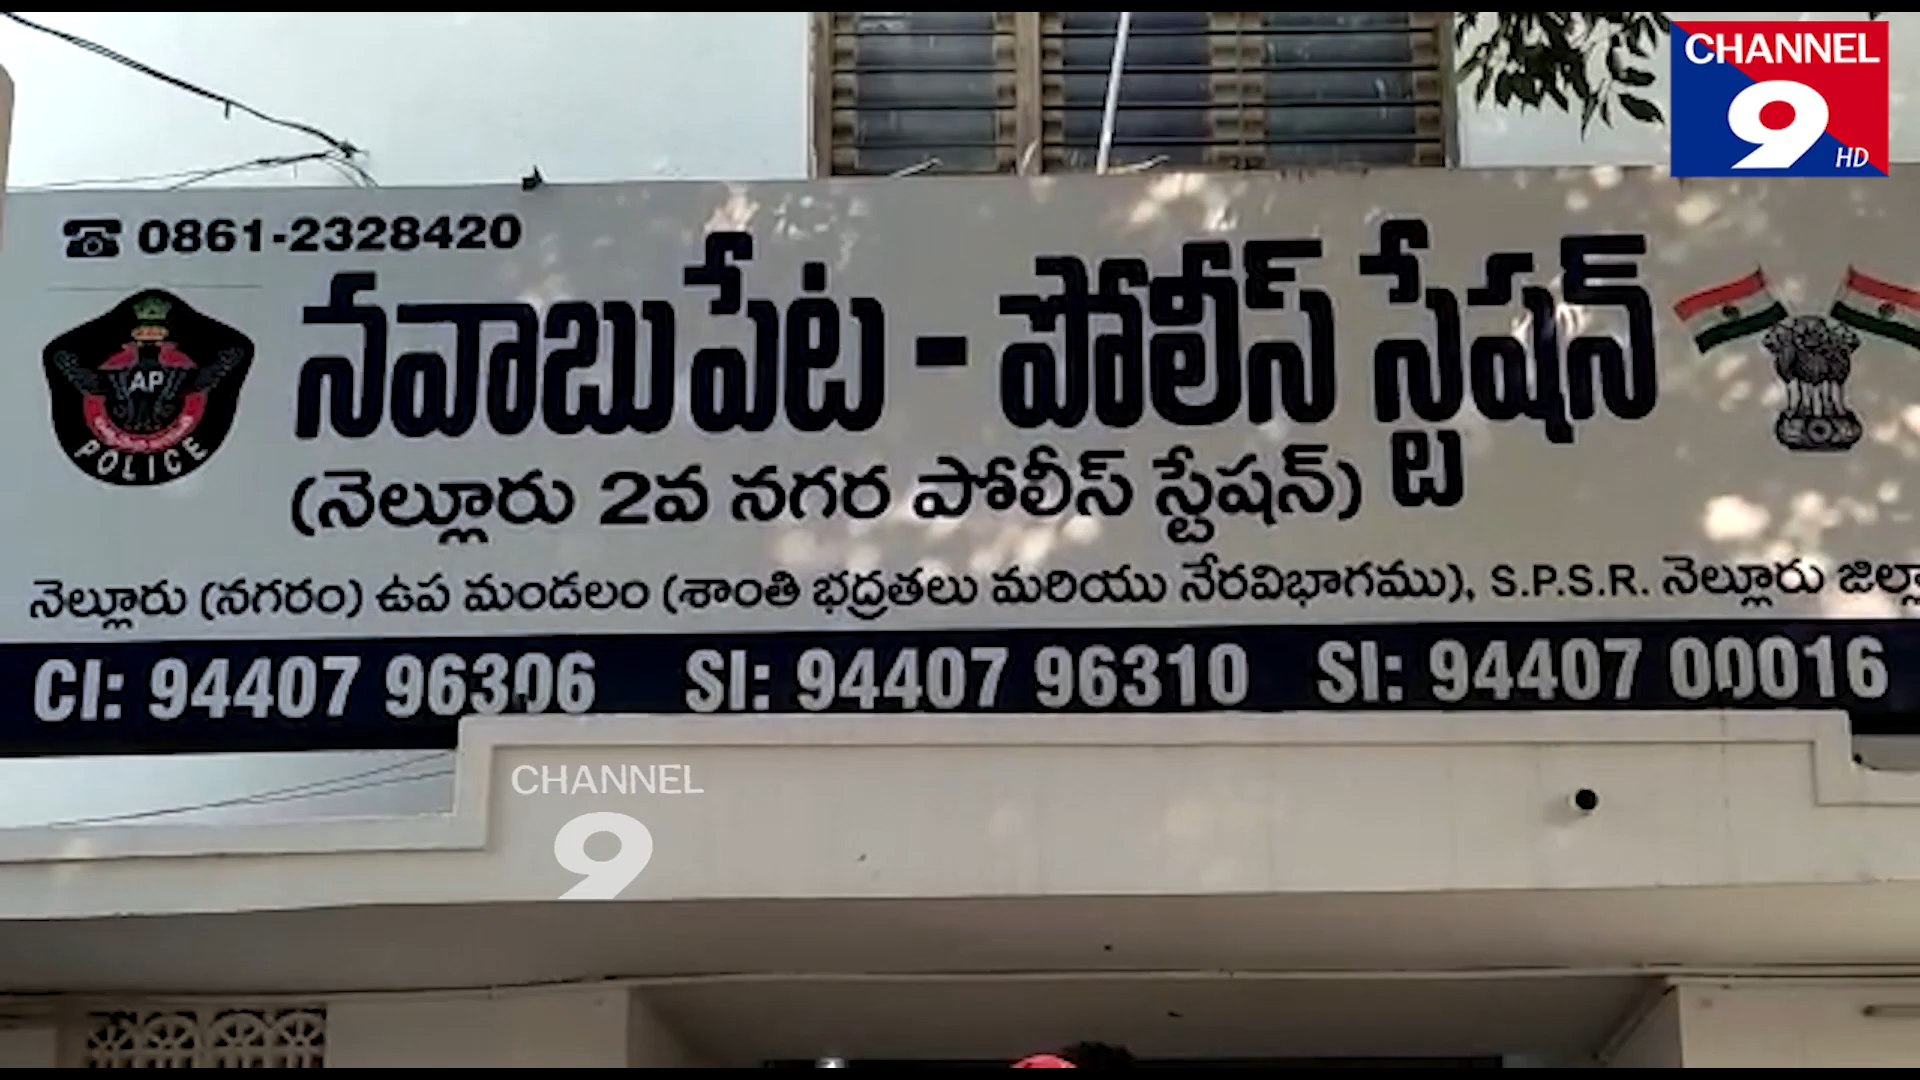 CHANNEL
9
HD
☎ 0861-2328420
నవాబుపేట - పోలీస్ స్టేషన్
AP
POLICE
(నెల్లూరు 2వ నగర పోలీస్ స్టేషన్)
నెల్లూరు (నగరం) ఉప మండలం (శాంతి భద్రతలు మరియు నేరవిభాగము), S.P.S.R. నెల్లూరు జిల్లా
CI: 94407 96306 SI: 94407 96310 SI: 94407 00016
CHANNEL
9